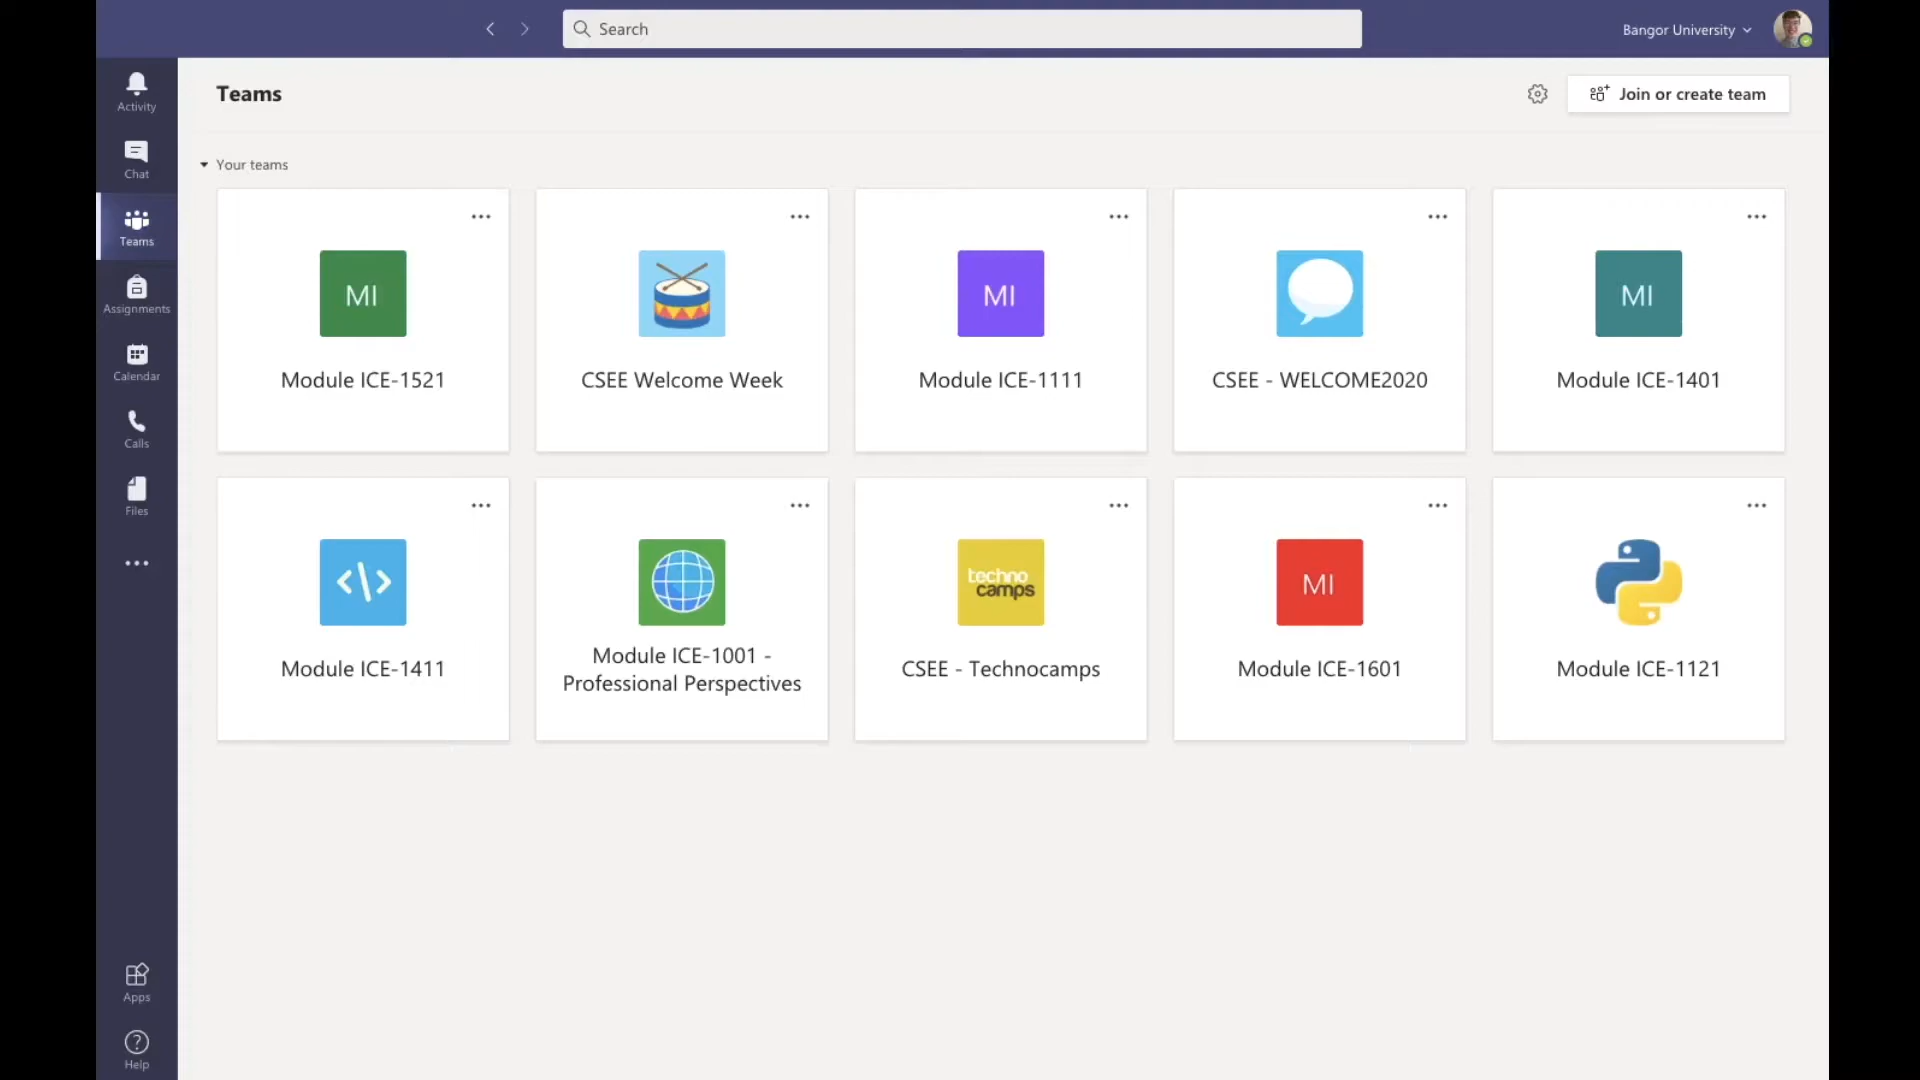 Search
Bangor University
Activity
Chat
Teams
Assignments
Calendar
Calls
Files
Apps
Help
Teams
Join or create team
Your teams
MI
Module ICE-1521
CSEE Welcome Week
MI
Module ICE-1111
CSEE - WELCOME2020
MI
Module ICE-1401
</>
Module ICE-1411
Module ICE-1001 -
Professional Perspectives
techno
camps
CSEE - Technocamps
MI
Module ICE-1601
Module ICE-1121